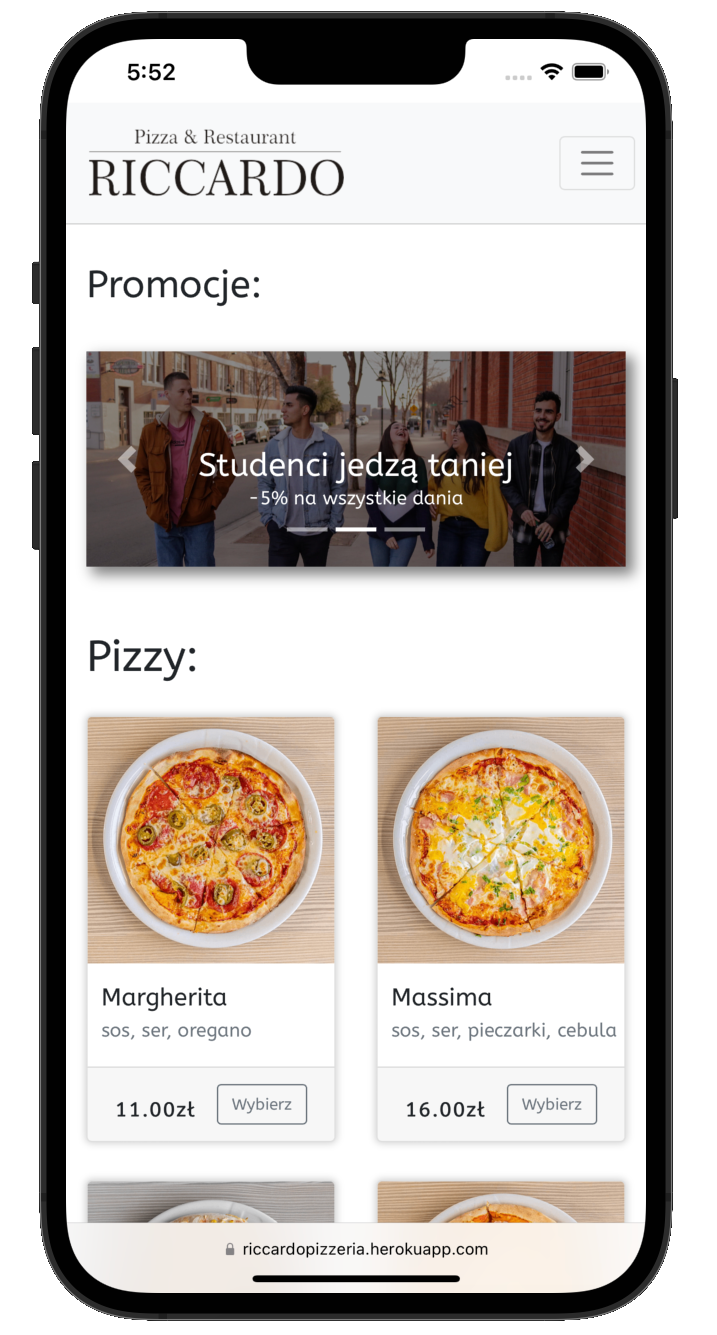 5:52
Pizza & Restaurant
RICCARDO
Promocje:
Studenci jedzą taniej
-5% na wszystkie dania
Pizzy:
Margherita
sos, ser, oregano
11.00zł
Wybierz
Massima
sos, ser, pieczarki, cebula
16.00zł
Wybierz
riccardopizzeria.herokuapp.com